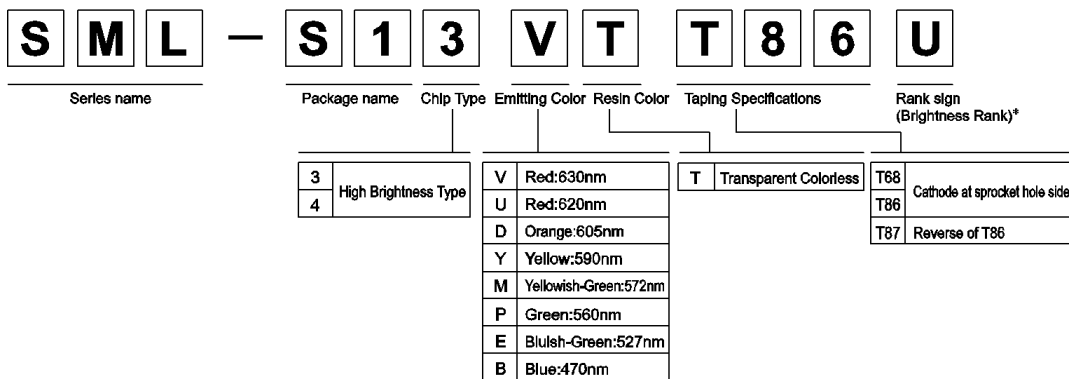 S M L – S 1 3 V T T 8 6 U
Series name Package name Chip Type Emitting Color Resin Color Taping Specifications Rank sign
(Brightness Rank)*
3 High Brightness Type
4
V Red:630nm
U Red:620nm
D Orange:605nm
Y Yellow:590nm
M Yellowish-Green:572nm
P Green:560nm
E Bluish-Green:527nm
B Blue:470nm
T Transparent Colorless
T68 Cathode at sprocket hole side
T86
T87 Reverse of T86